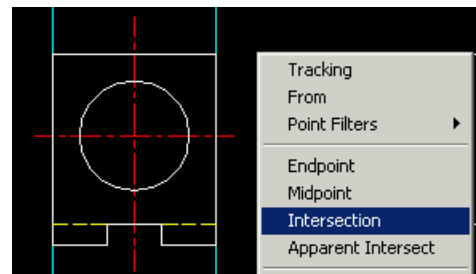 Tracking
From
Point Filters
Endpoint
Midpoint
Intersection
Apparent Intersect